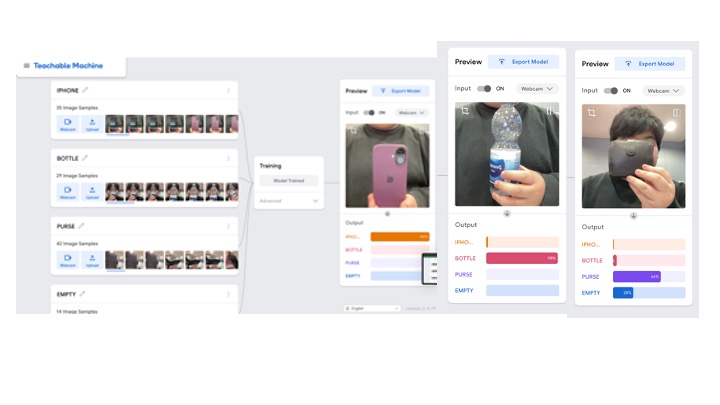 Teachable Machine
IPHONE
35 Image Samples
Webcam
Upload
BOTTLE
29 Image Samples
Webcam
Upload
PURSE
42 Image Samples
Webcam
Upload
EMPTY
14 Image Samples
Training
Model Trained
Advanced
Preview
Export Model
Input
ON
Webcam
Output
IPHO...
BOTTLE
PURSE
EMPTY
English
Preview
Export Model
Input
ON
Webcam
Output
IPHO...
BOTTLE
PURSE
EMPTY
Preview
Export Model
Input
ON
Webcam
Output
IPHO...
BOTTLE
PURSE
EMPTY